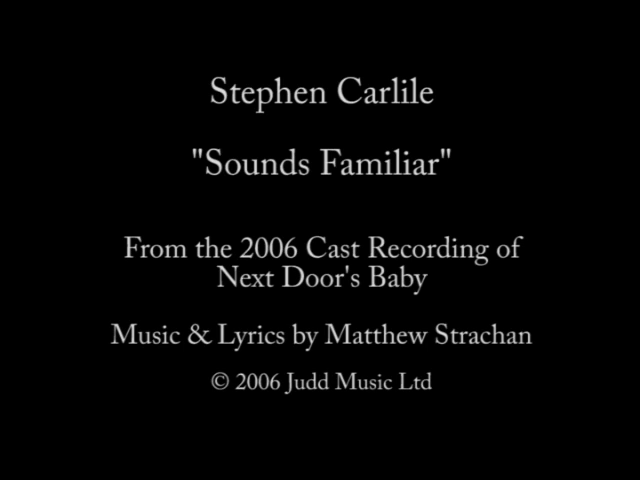 Stephen Carlile
"Sounds Familiar"
From the 2006 Cast Recording of
Next Door's Baby
Music & Lyrics by Matthew Strachan
© 2006 Judd Music Ltd